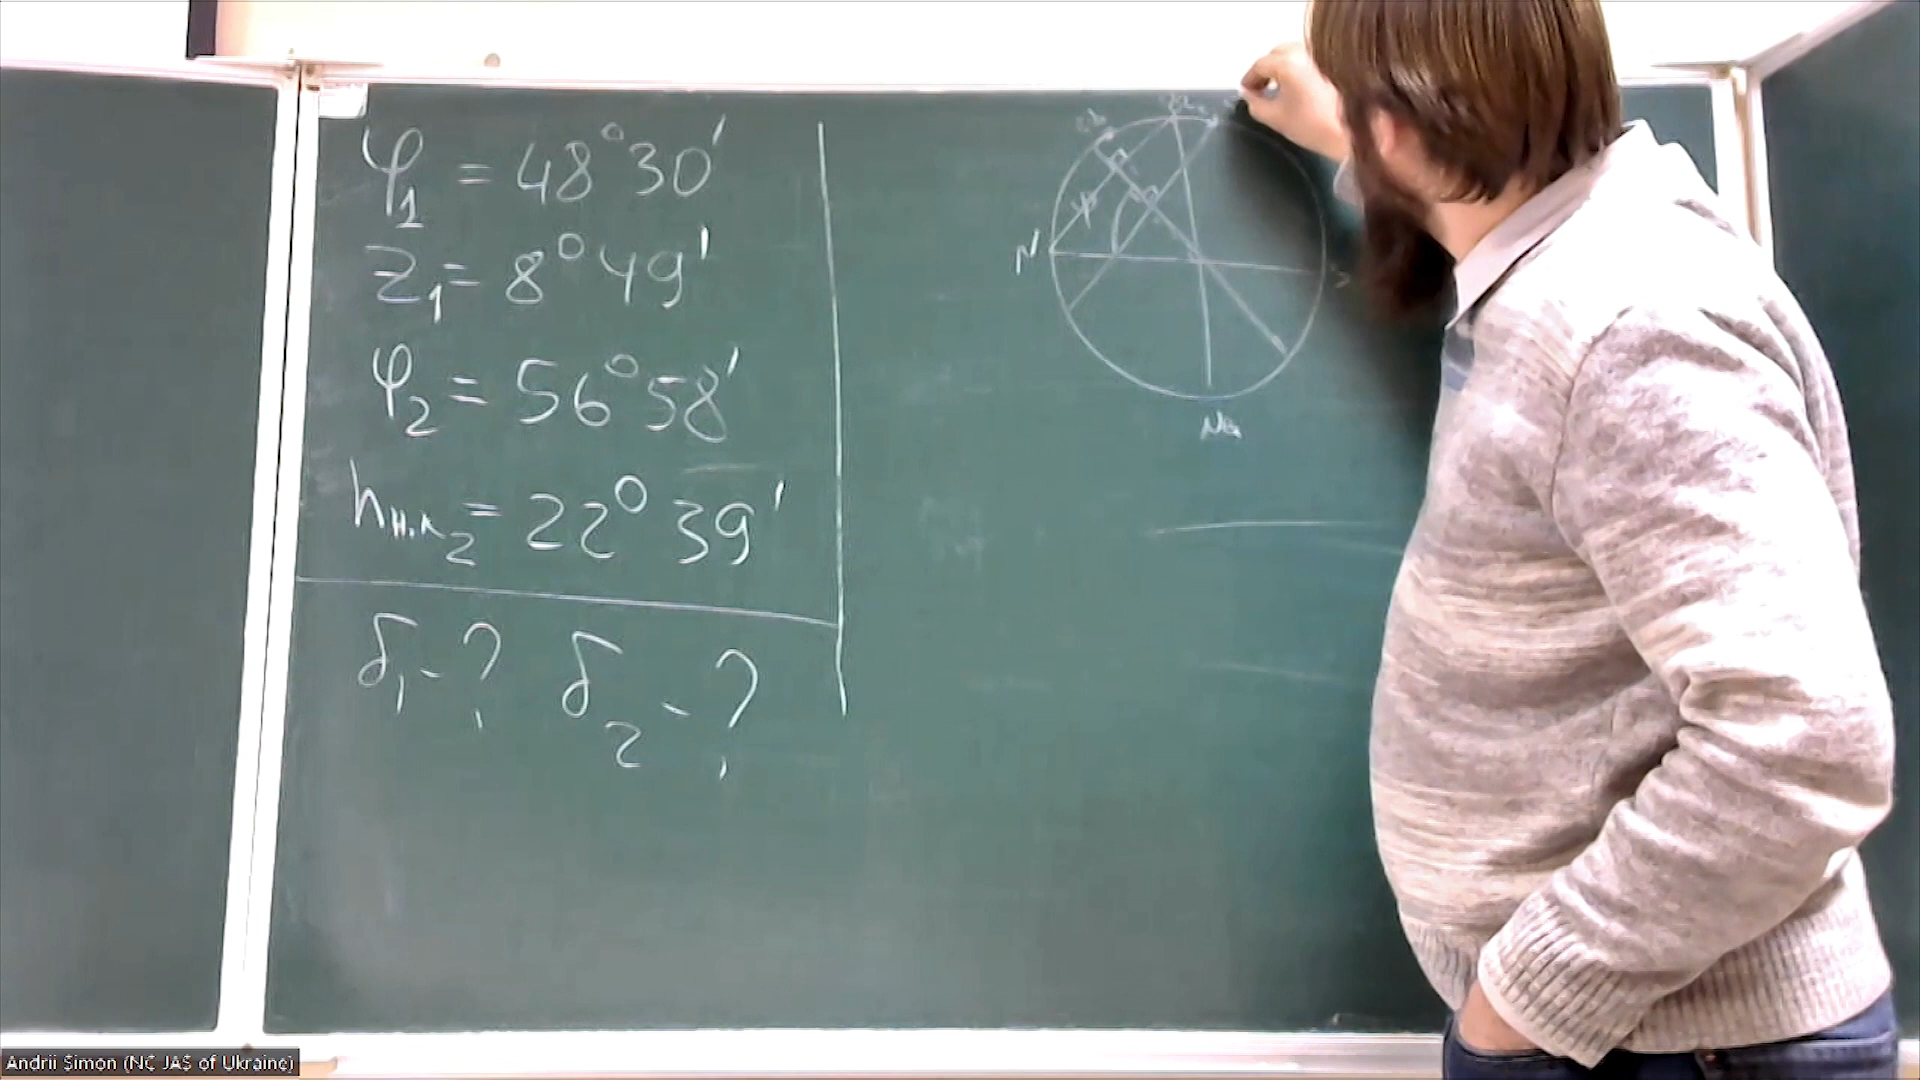 φ₁ = 48°30′
z₁ = 8°49′
φ₂ = 56°58′
hн.к₂ = 22°39′
δ₁ - ? δ₂ - ?
N
φ
Andrii Simon (NC JAS of Ukraine)